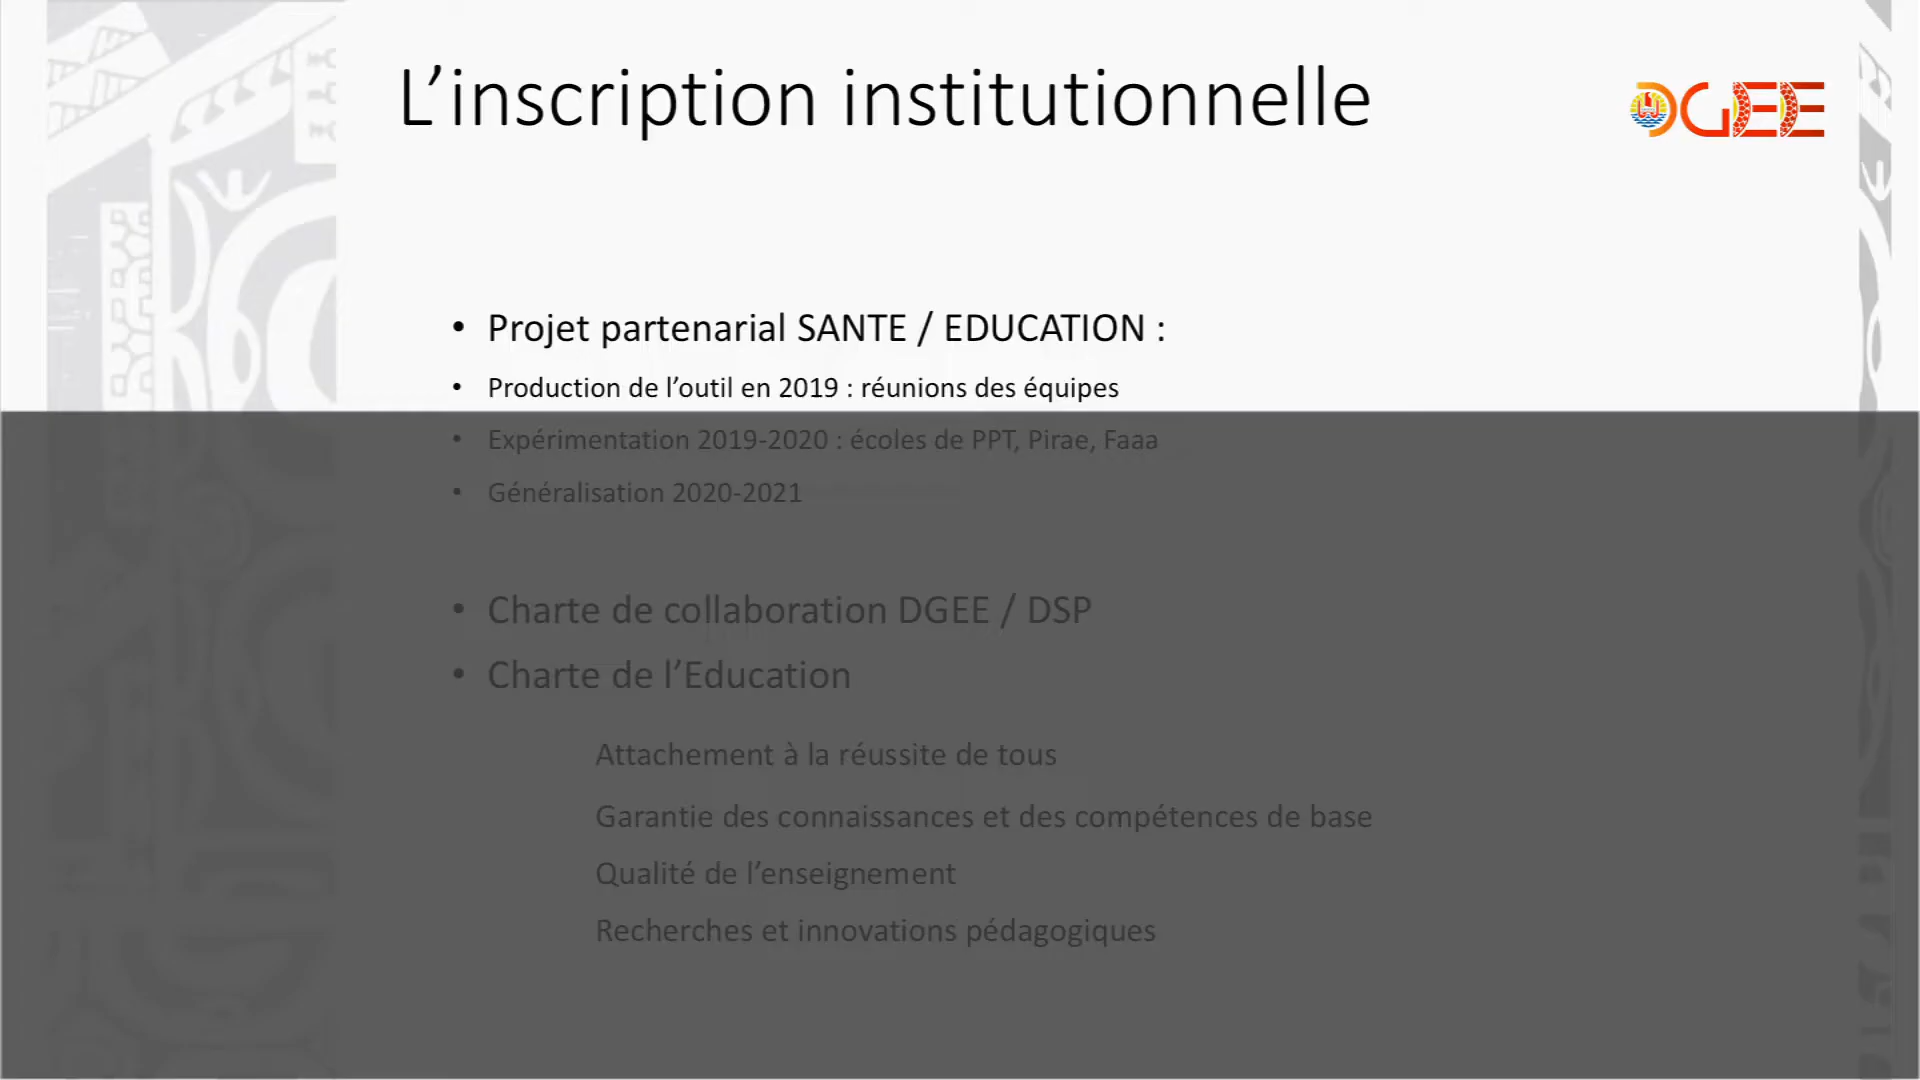 L’inscription institutionnelle
DGEE
• Projet partenarial SANTE / EDUCATION :
• Production de l’outil en 2019 : réunions des équipes
• Expérimentation 2019-2020 : écoles de PPT, Pirae, Faaa
• Généralisation 2020-2021
• Charte de collaboration DGEE / DSP
• Charte de l’Education
Attachement à la réussite de tous
Garantie des connaissances et des compétences de base
Qualité de l’enseignement
Recherches et innovations pédagogiques